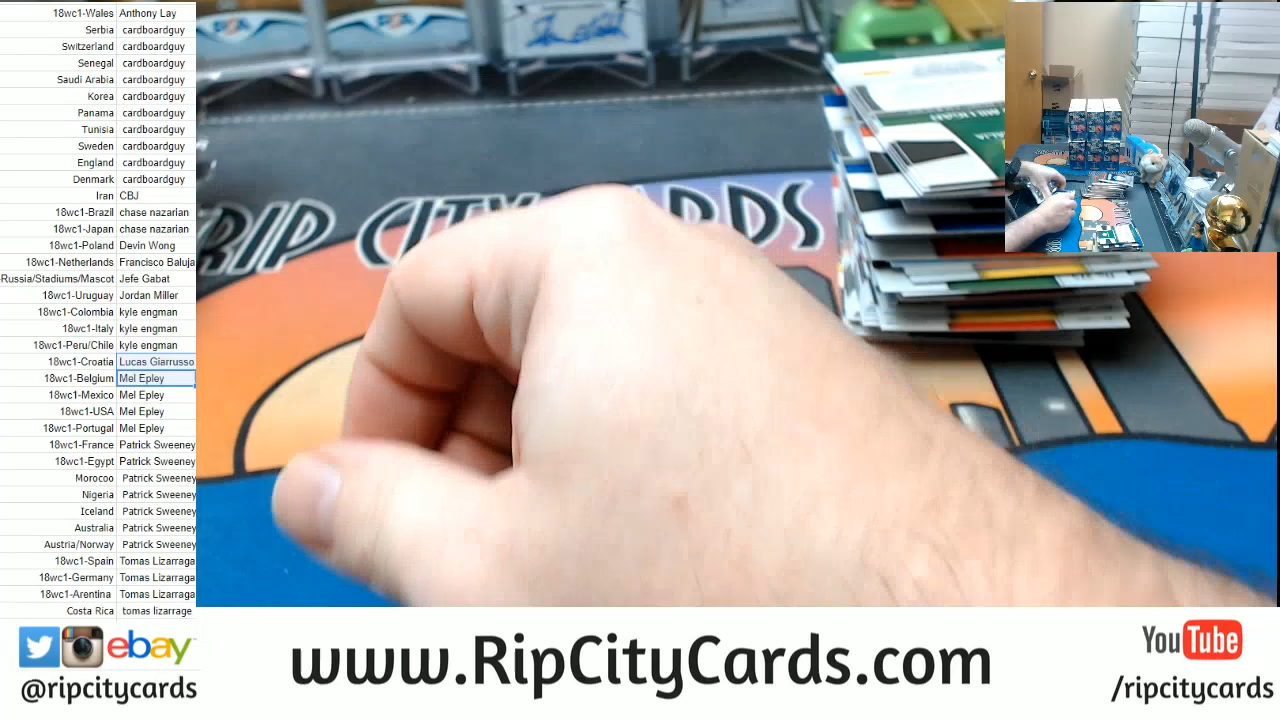 18wc1-Wales Anthony Lay
Serbia cardboardguy
Switzerland cardboardguy
Senegal cardboardguy
Saudi Arabia cardboardguy
Korea cardboardguy
Panama cardboardguy
Tunisia cardboardguy
Sweden cardboardguy
England cardboardguy
Denmark cardboardguy
Iran CBJ
18wc1-Brazil chase nazarian
18wc1-Japan chase nazarian
18wc1-Poland Devin Wong
18wc1-Netherlands Francisco Baluja
-Russia/Stadiums/Mascot Jefe Gabat
18wc1-Uruguay Jordan Miller
18wc1-Colombia kyle engman
18wc1-Italy kyle engman
18wc1-Peru/Chile kyle engman
18wc1-Croatia Lucas Giarrusso
18wc1-Belgium Mel Epley
18wc1-Mexico Mel Epley
18wc1-USA Mel Epley
18wc1-Portugal Mel Epley
18wc1-France Patrick Sweeney
18wc1-Egypt Patrick Sweeney
Morocoo Patrick Sweeney
Nigeria Patrick Sweeney
Iceland Patrick Sweeney
Australia Patrick Sweeney
Austria/Norway Patrick Sweeney
18wc1-Spain Tomas Lizarraga
18wc1-Germany Tomas Lizarraga
18wc1-Arentina Tomas Lizarraga
Costa Rica tomas lizarrage
RIP CITY CARDS
ebay
@ripcitycards
www.RipCityCards.com
YouTube
/ripcitycards